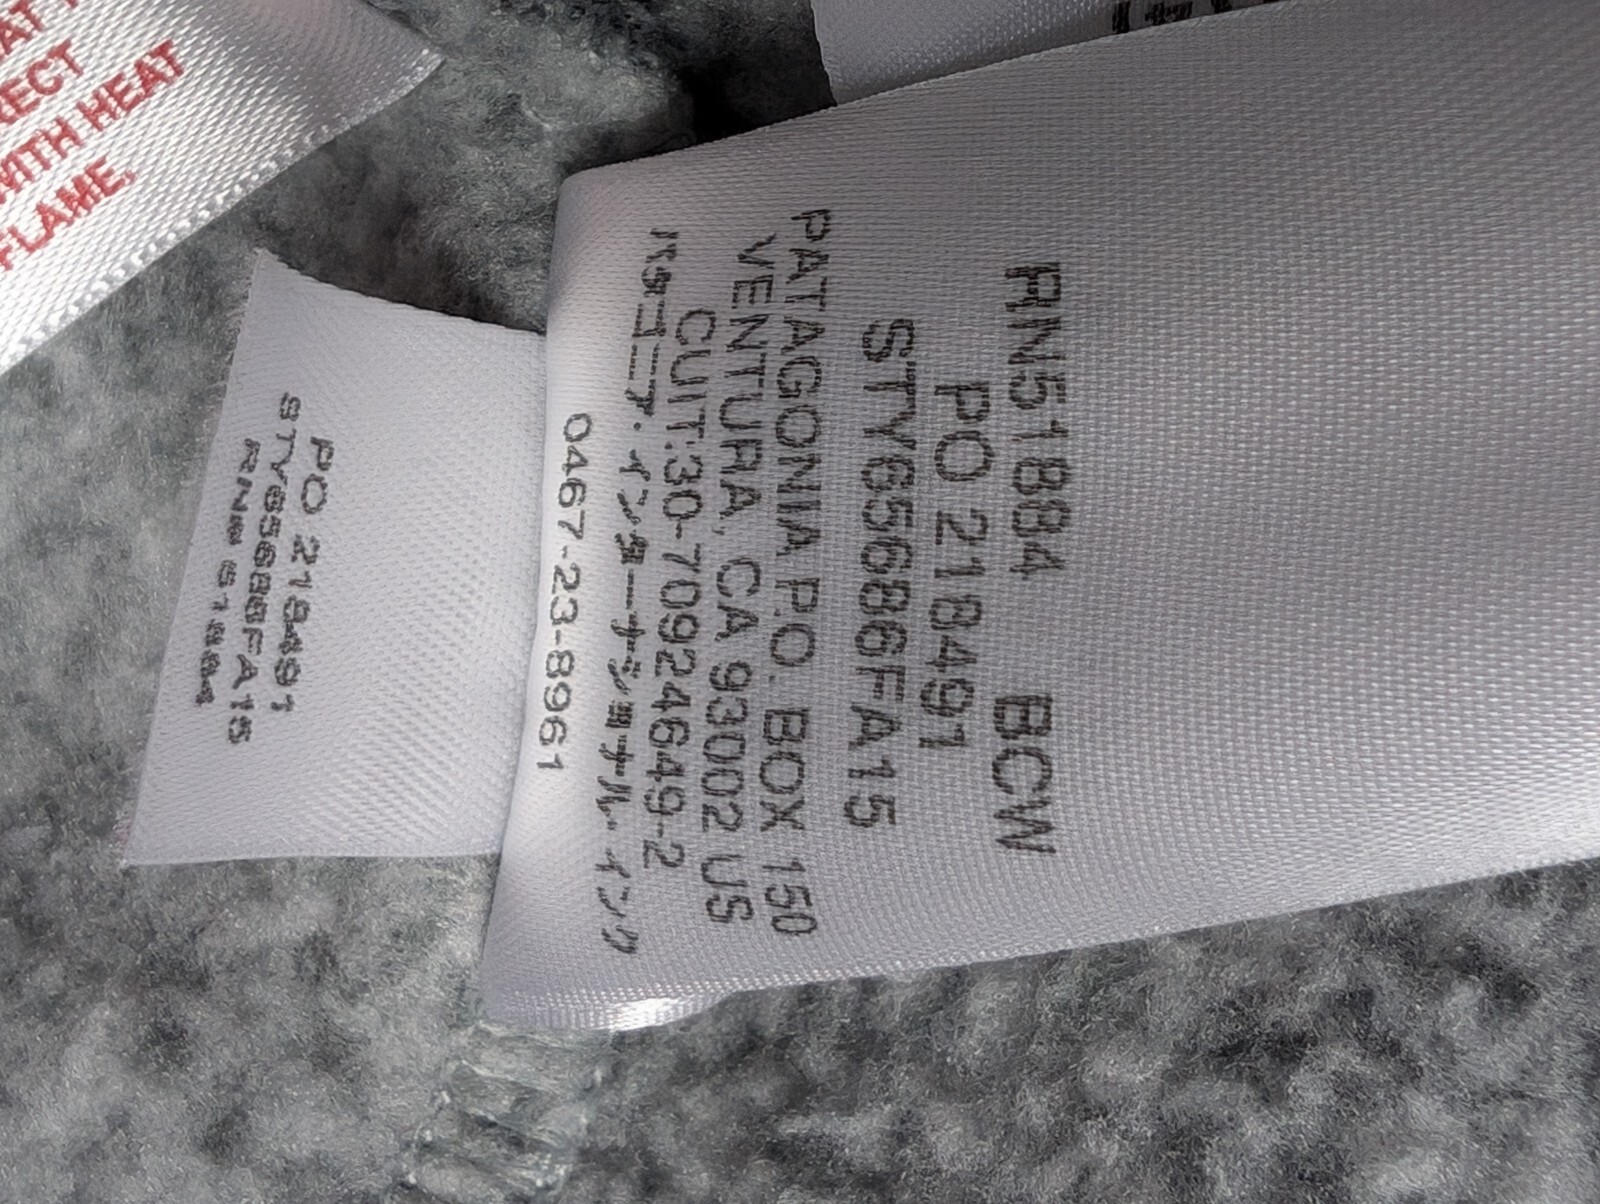 RN51884 BCW
PO 218491
STY65686FA15
PATAGONIA P.O. BOX 150
VENTURA, CA 93002 US
CUIT:30-70924649-2
パタゴニア・インターナショナル・インク
0467-23-8961
PO 218491
STY65686FA15
RN# 51884
RECT
WITH HEAT
FLAME.